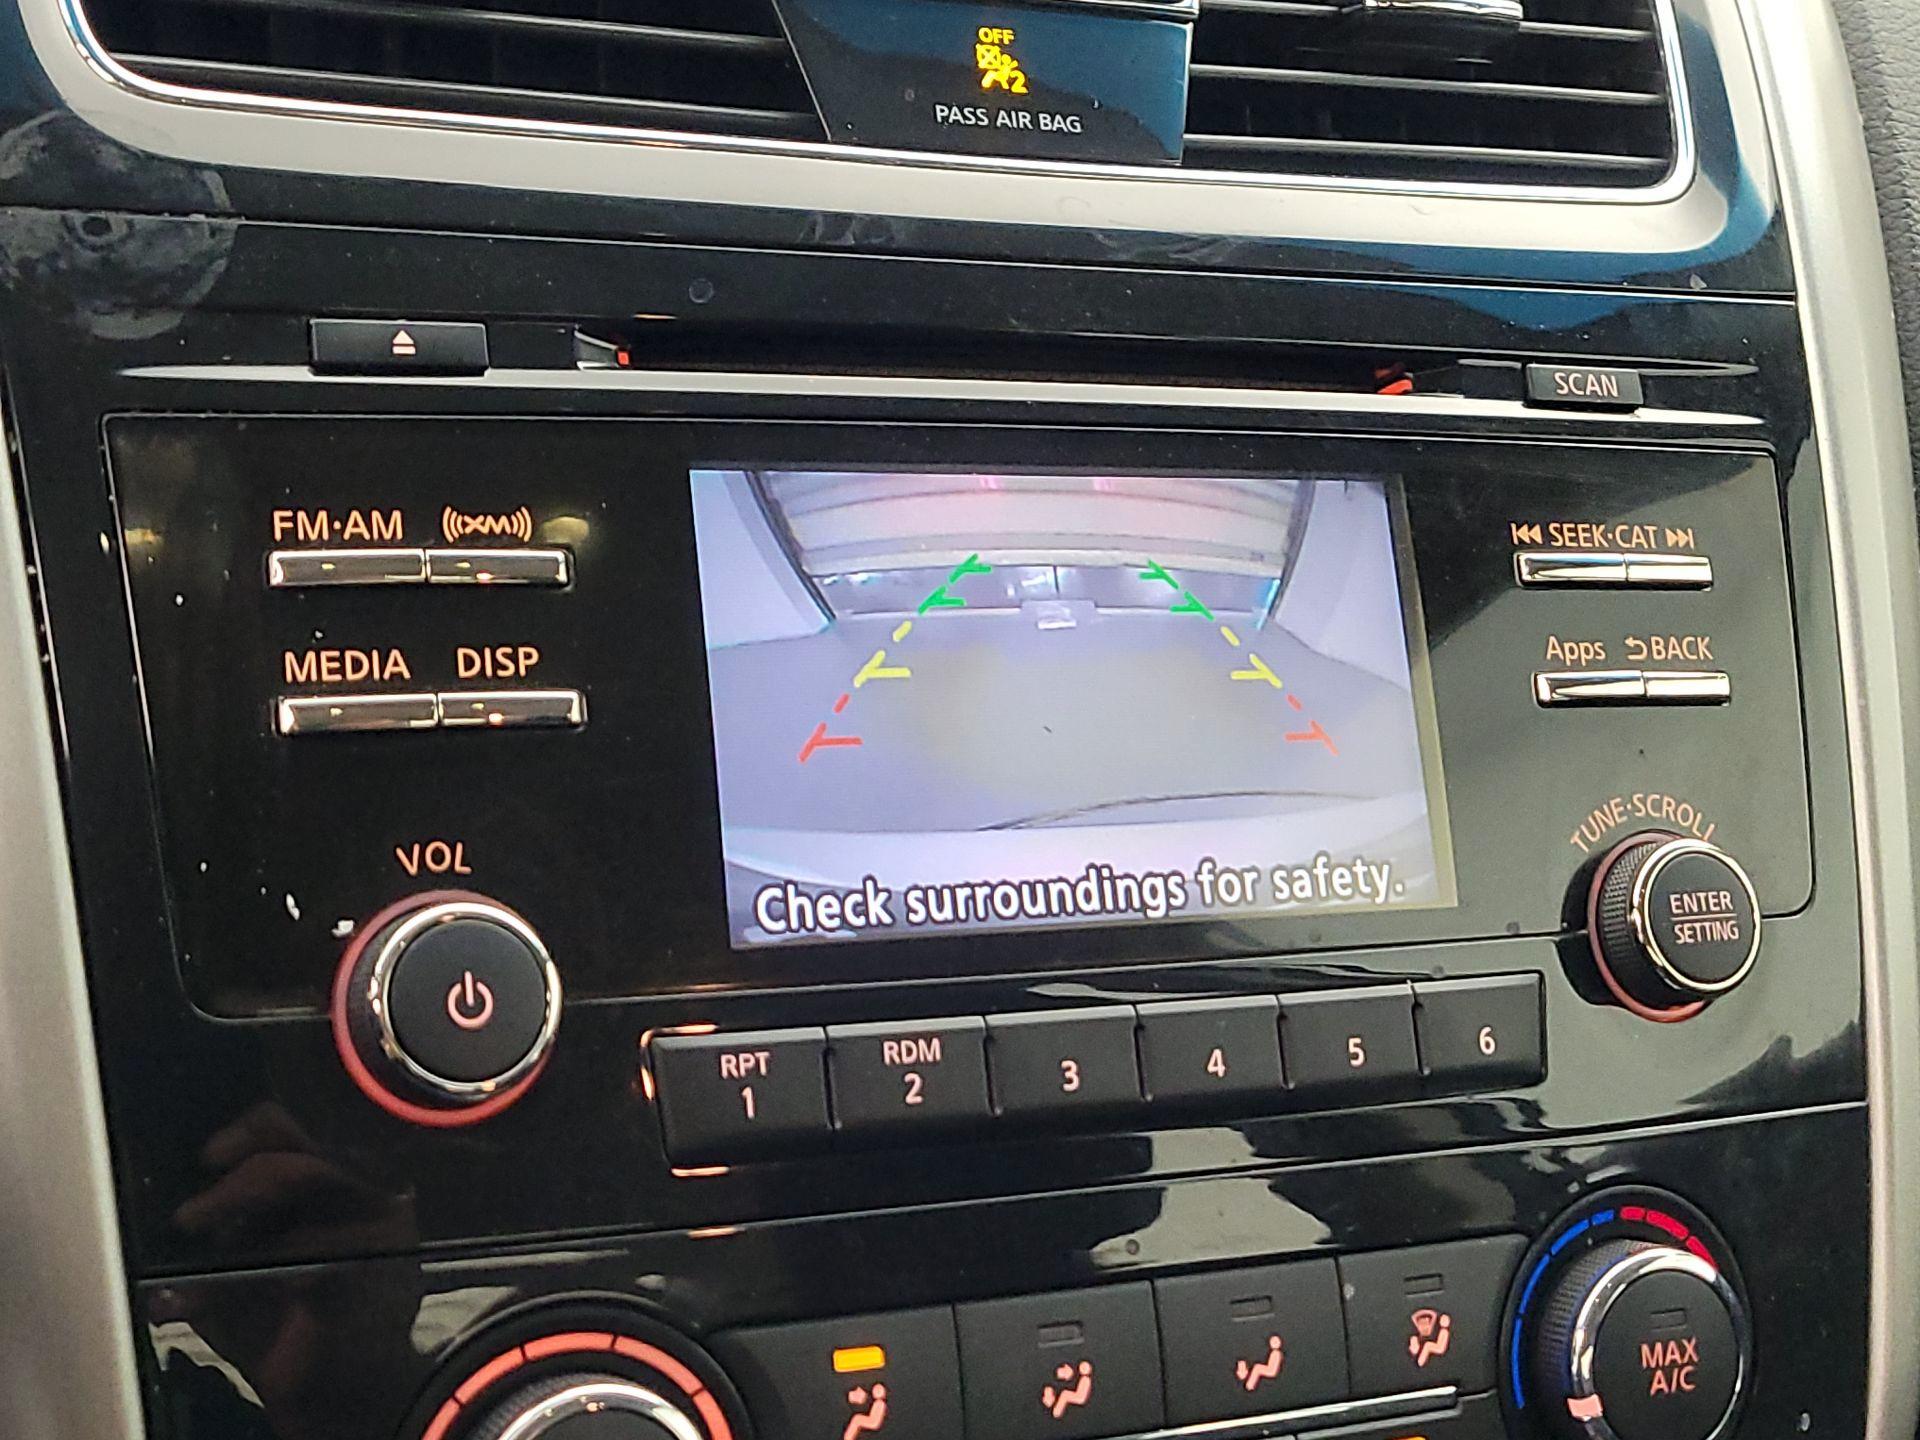 OFF
2
PASS AIR BAG
SCAN
FM·AM (((XM)))
SEEK·CAT
MEDIA DISP
Apps BACK
VOL
TUNE·SCROLL
ENTER
SETTING
Check surroundings for safety.
RPT
1
RDM
2
3
4
5
6
MAX
A/C